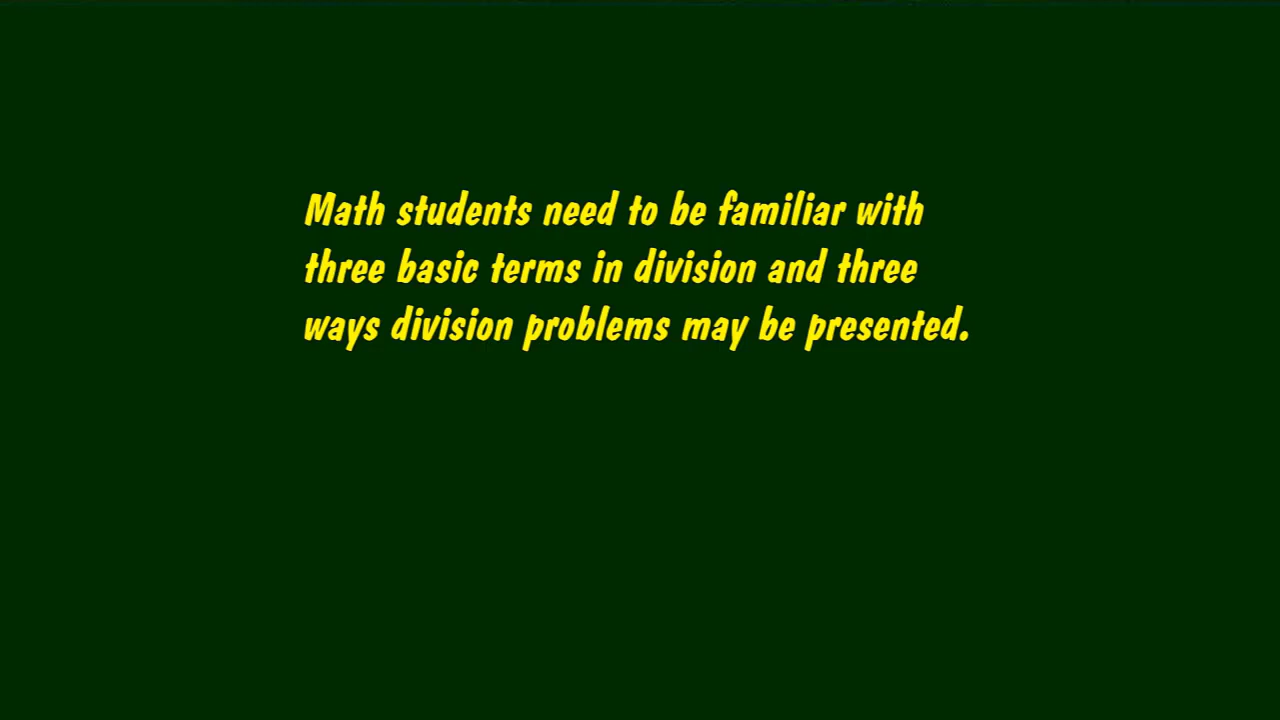 Math students need to be familiar with
three basic terms in division and three
ways division problems may be presented.